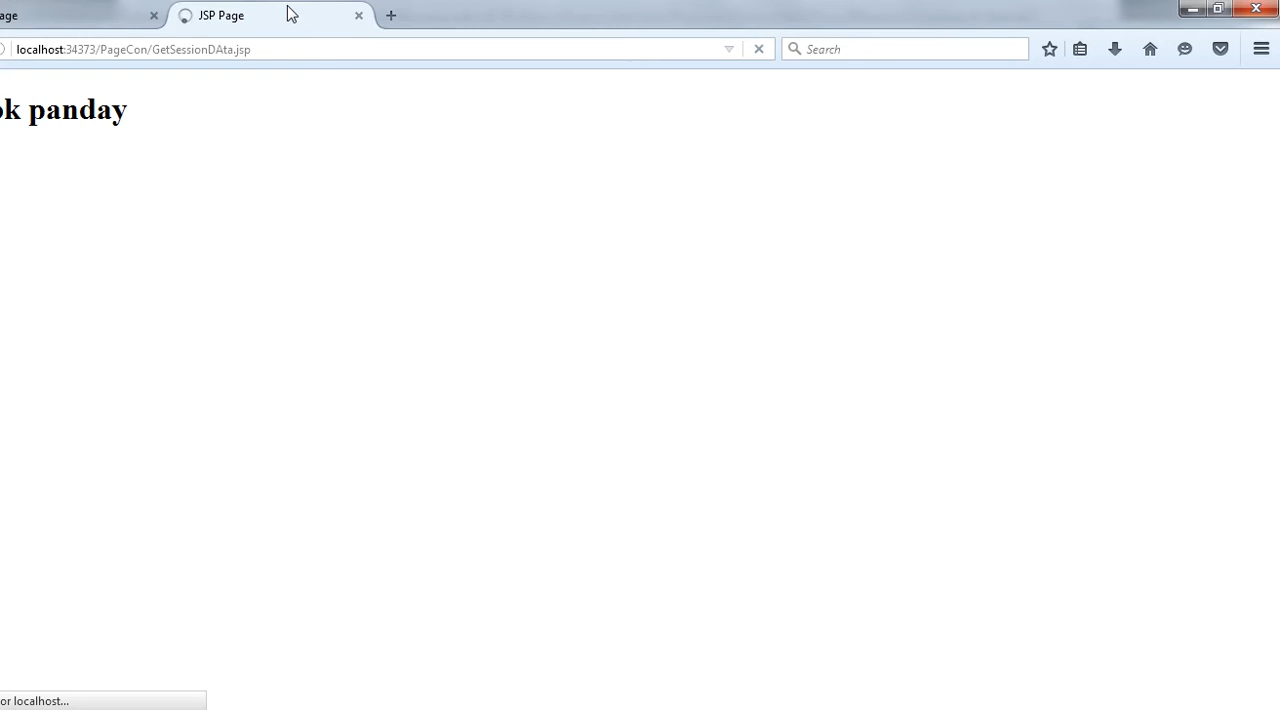 age
JSP Page
localhost:34373/PageCon/GetSessionDAta.jsp
Search
ok panday
or localhost...